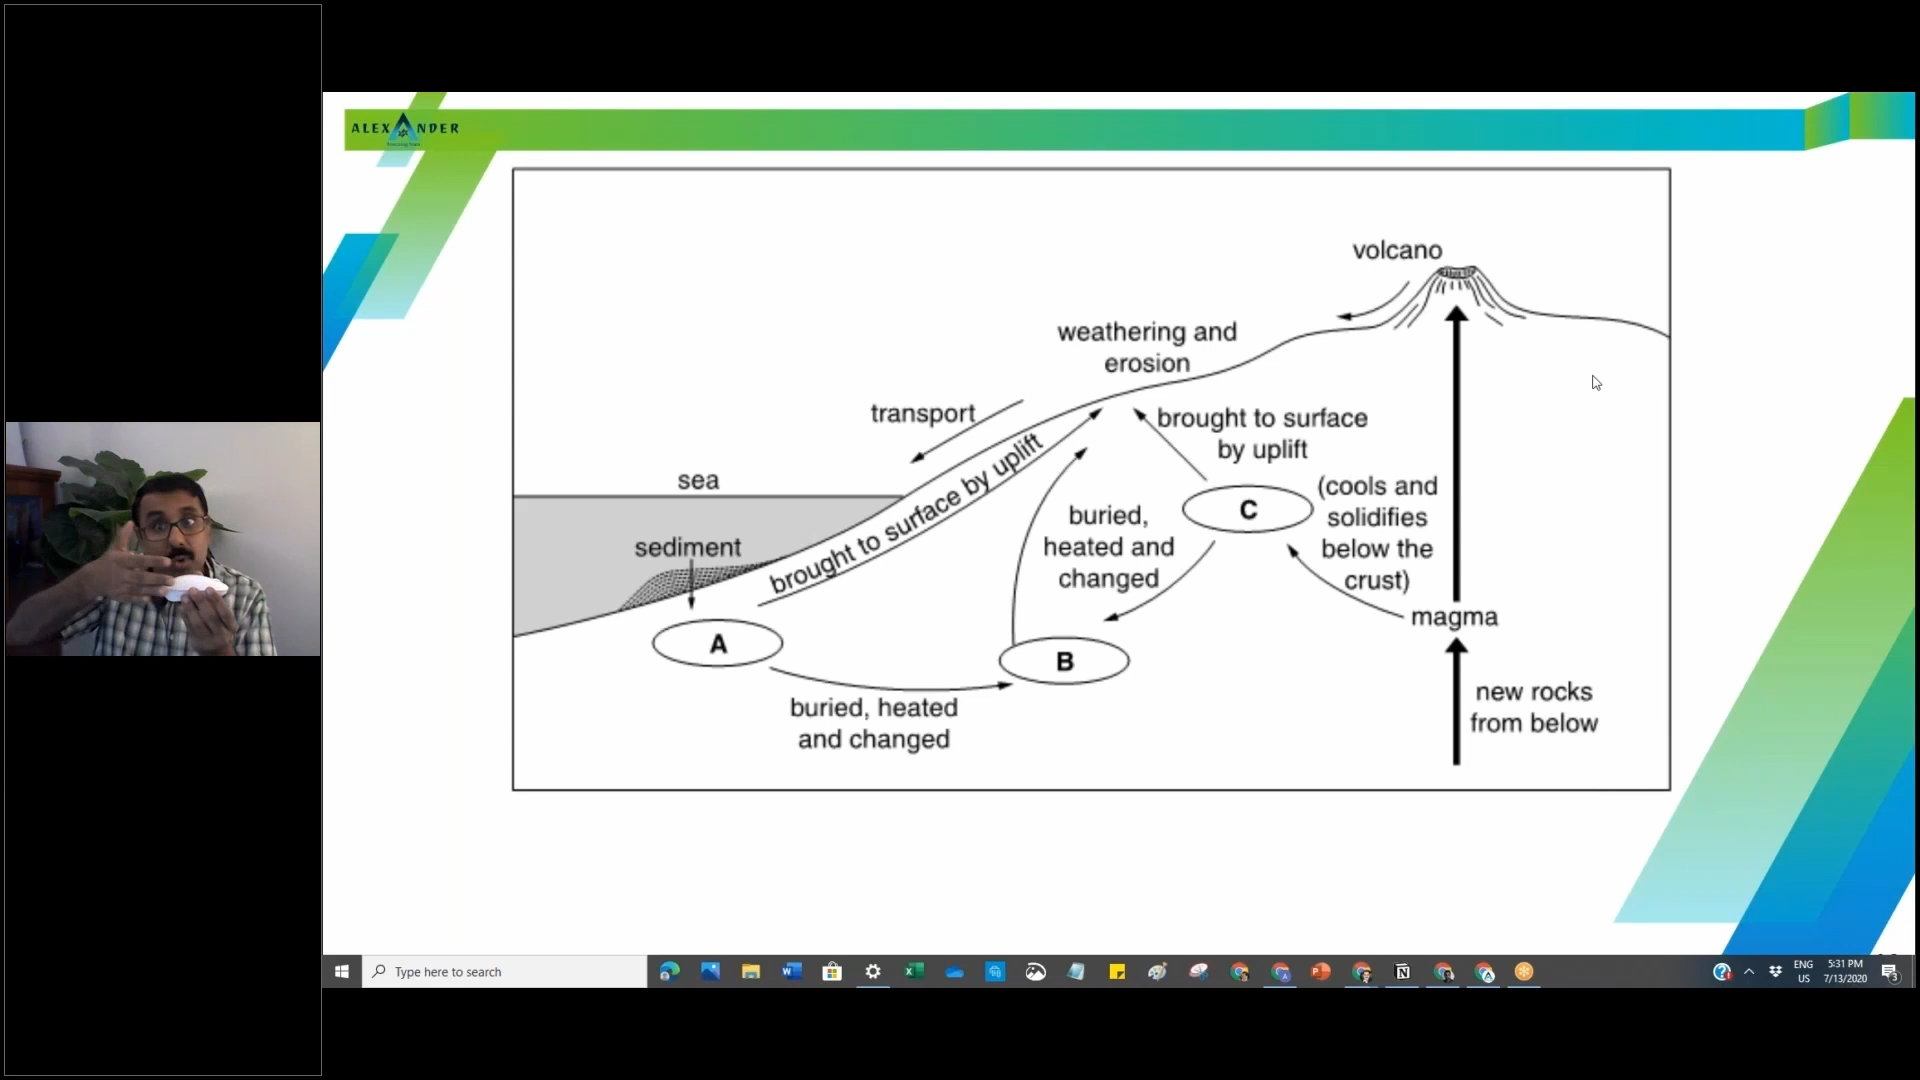 ALEXANDER
volcano
weathering and
erosion
transport
brought to surface
by uplift
brought to surface by uplift
sea
(cools and
solidifies
below the
crust)
C
buried,
heated and
changed
sediment
magma
A
B
buried, heated
and changed
new rocks
from below
Type here to search
ENG
US
5:31 PM
7/13/2020
3